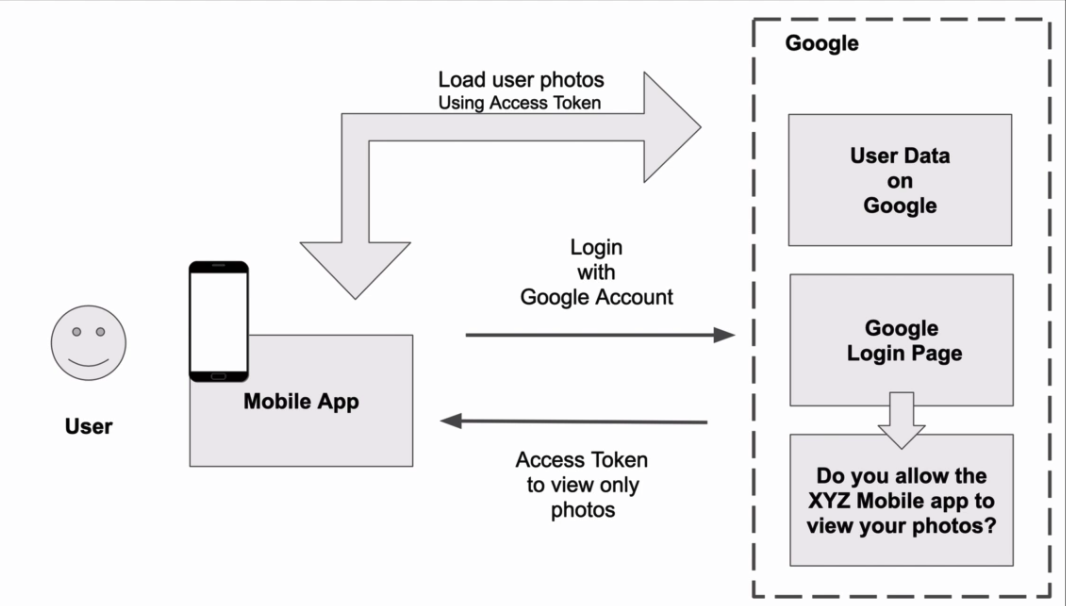 Google
Load user photos
Using Access Token
User Data
on
Google
Login
with
Google Account
Google
Login Page
Mobile App
User
Access Token
to view only
photos
Do you allow the
XYZ Mobile app to
view your photos?